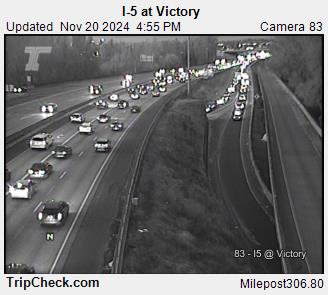 I-5 at Victory
Updated Nov 20 2024 4:55 PM Camera 83
T
N
83 - I5 @ Victory
TripCheck.com Milepost306.80